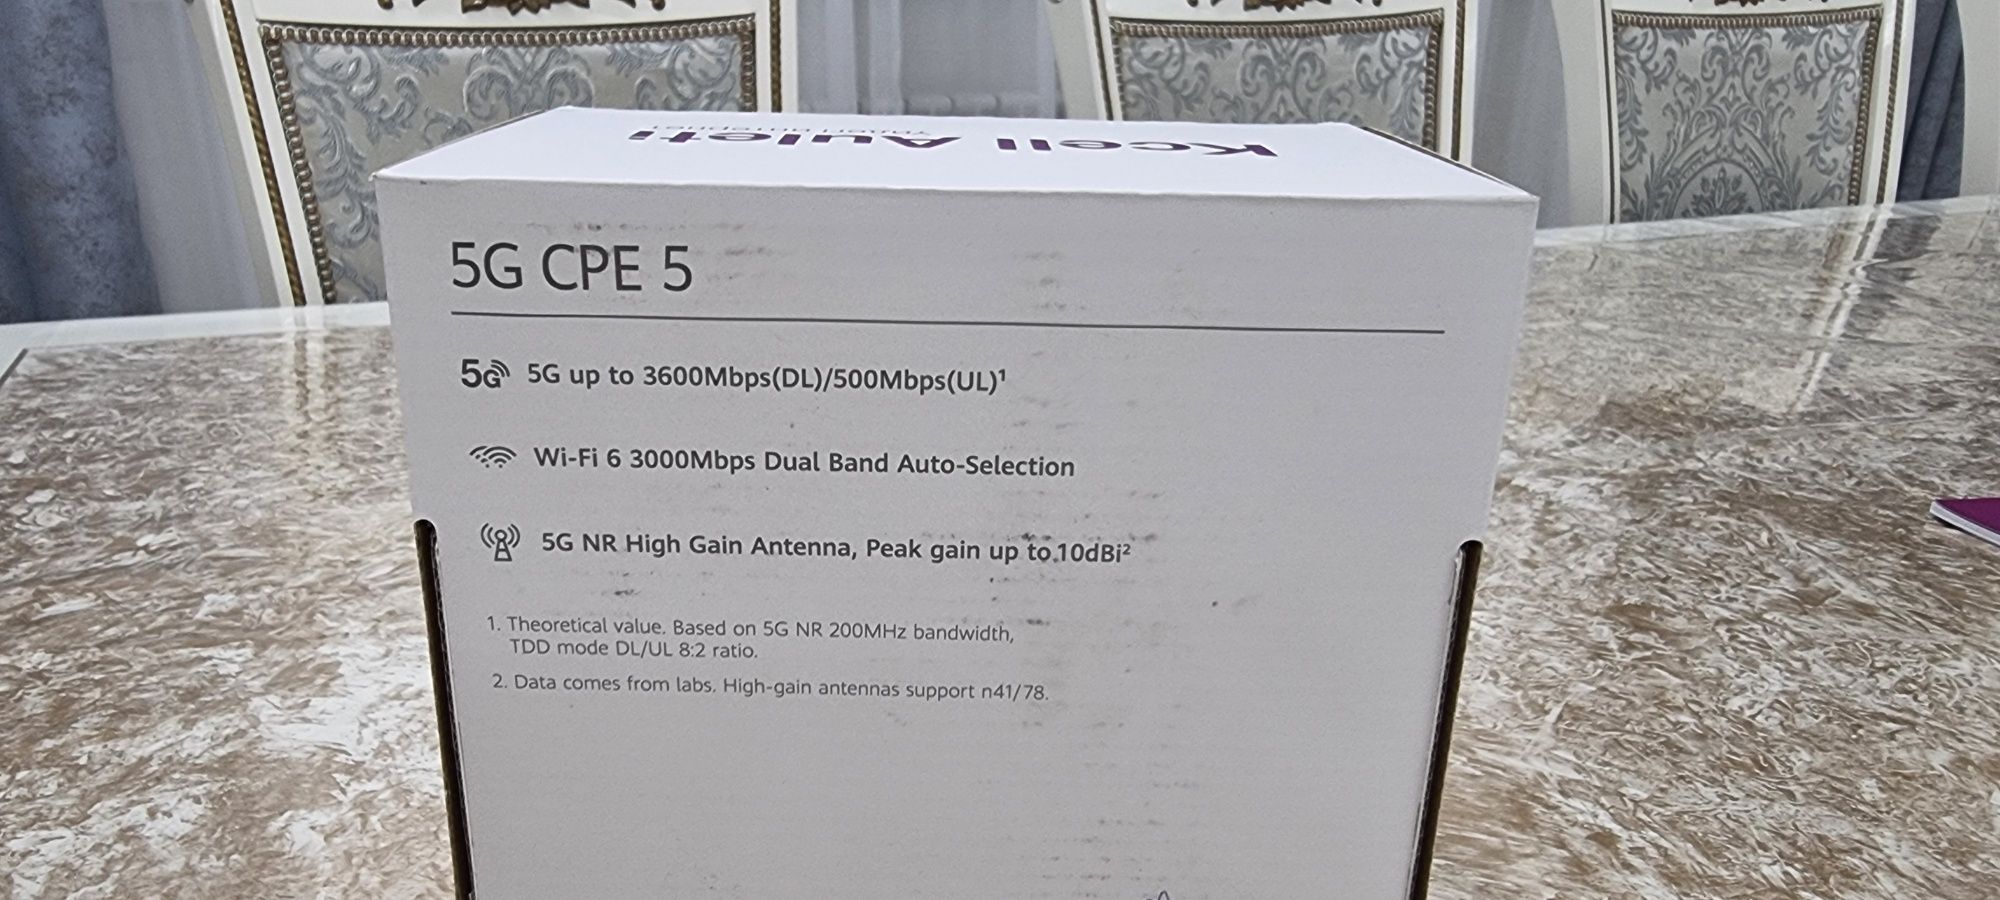 Kcell Auleti
5G CPE 5
5G 5G up to 3600Mbps(DL)/500Mbps(UL)¹
Wi-Fi 6 3000Mbps Dual Band Auto-Selection
5G NR High Gain Antenna, Peak gain up to 10dBi²
1. Theoretical value. Based on 5G NR 200MHz bandwidth,
TDD mode DL/UL 8:2 ratio.
2. Data comes from labs. High-gain antennas support n41/78.